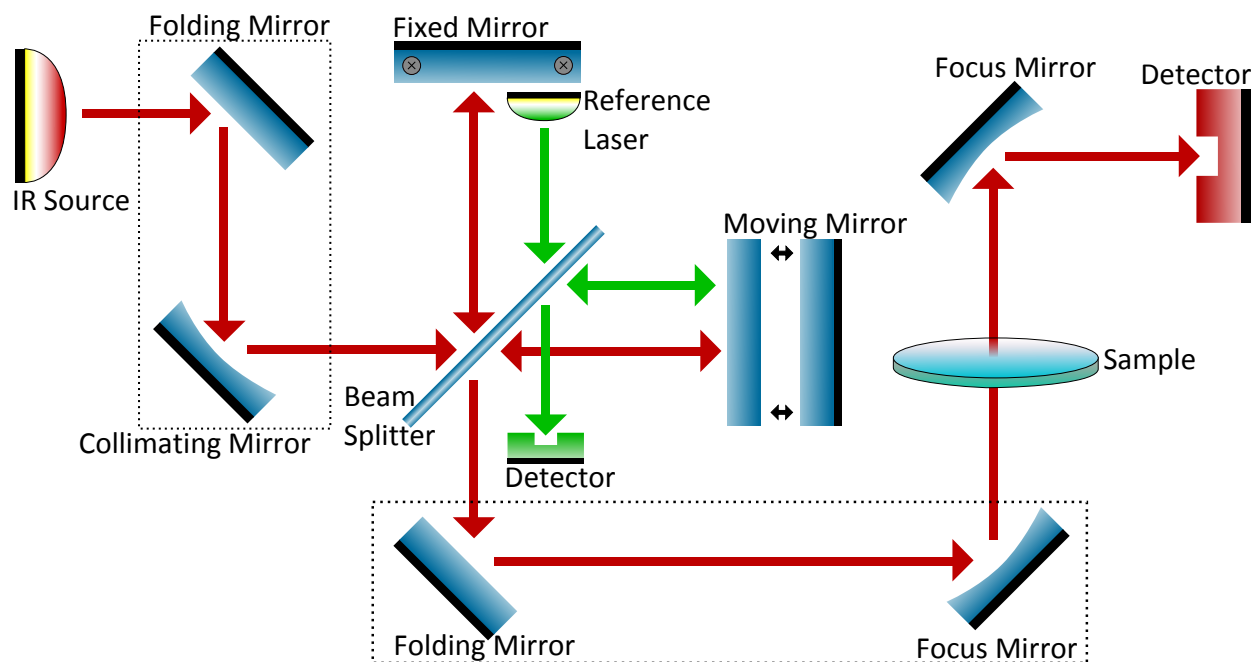 Folding Mirror
Fixed Mirror
Focus Mirror
Detector
Reference
Laser
IR Source
Moving Mirror
Sample
Beam
Splitter
Collimating Mirror
Detector
Folding Mirror
Focus Mirror